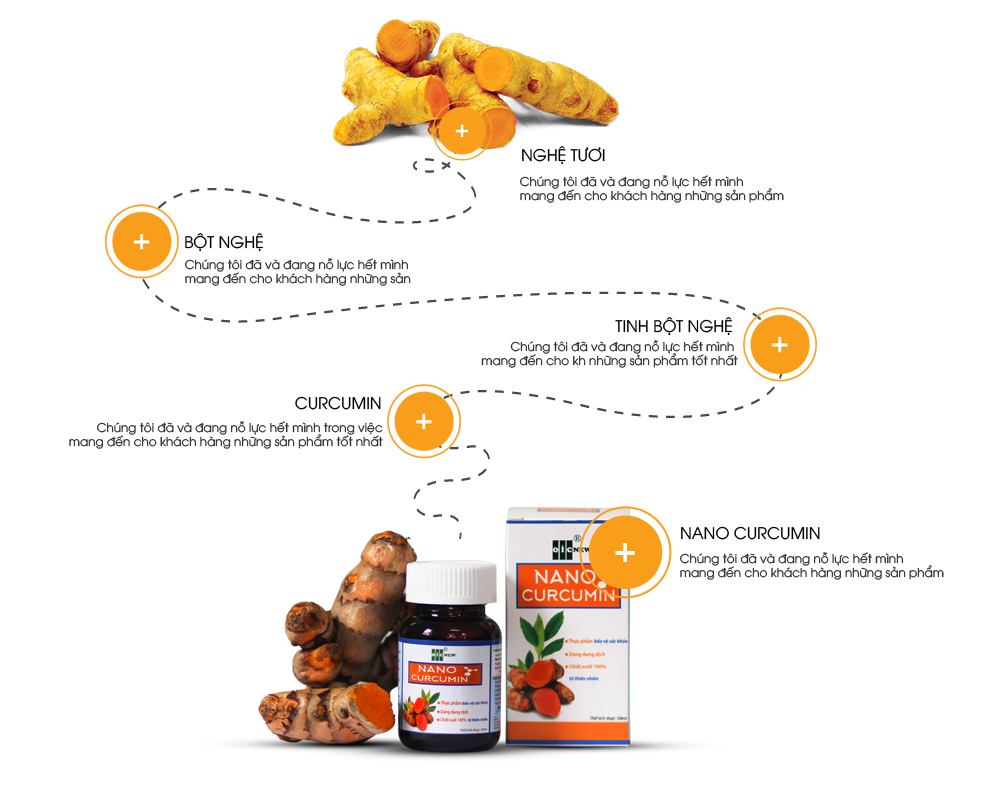 NGHỆ TƯƠI
Chúng tôi đã và đang nỗ lực hết mình
mang đến cho khách hàng những sản phẩm
BỘT NGHỆ
Chúng tôi đã và đang nỗ lực hết mình
mang đến cho khách hàng những sản
TINH BỘT NGHỆ
Chúng tôi đã và đang nỗ lực hết mình
mang đến cho kh những sản phẩm tốt nhất
CURCUMIN
Chúng tôi đã và đang nỗ lực hết mình trong việc
mang đến cho khách hàng những sản phẩm tốt nhất
NANO CURCUMIN
Chúng tôi đã và đang nỗ lực hết mình
mang đến cho khách hàng những sản phẩm
oic NEW ®
NANO
CURCUMIN
Thực phẩm bảo vệ sức khỏe
Dạng dung dịch
Chiết xuất 100%
từ thiên nhiên
Thể tích thực: 50ml
NEW
NANO
CURCUMIN
Thực phẩm bảo vệ sức khỏe
Dạng dung dịch
Chiết xuất 100% từ thiên nhiên
Thể tích thực: 50ml